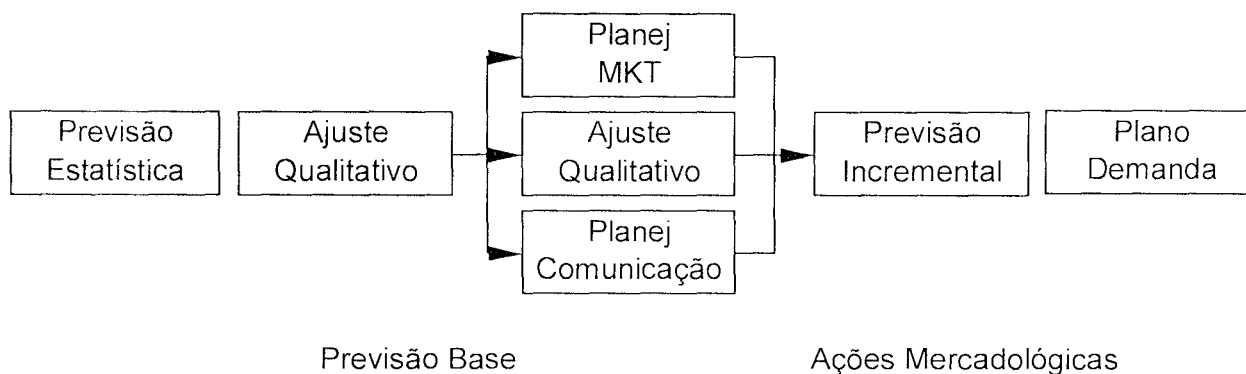 Previsão
Estatística
Ajuste
Qualitativo
Planej
MKT
Ajuste
Qualitativo
Planej
Comunicação
Previsão
Incremental
Plano
Demanda
Previsão Base
Ações Mercadológicas